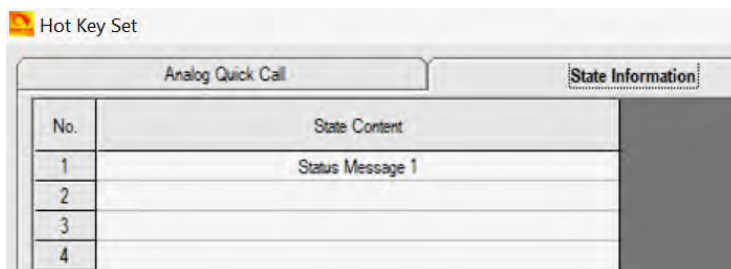 Hot Key Set
Analog Quick Call State Information
No. State Content
1 Status Message 1
2
3
4